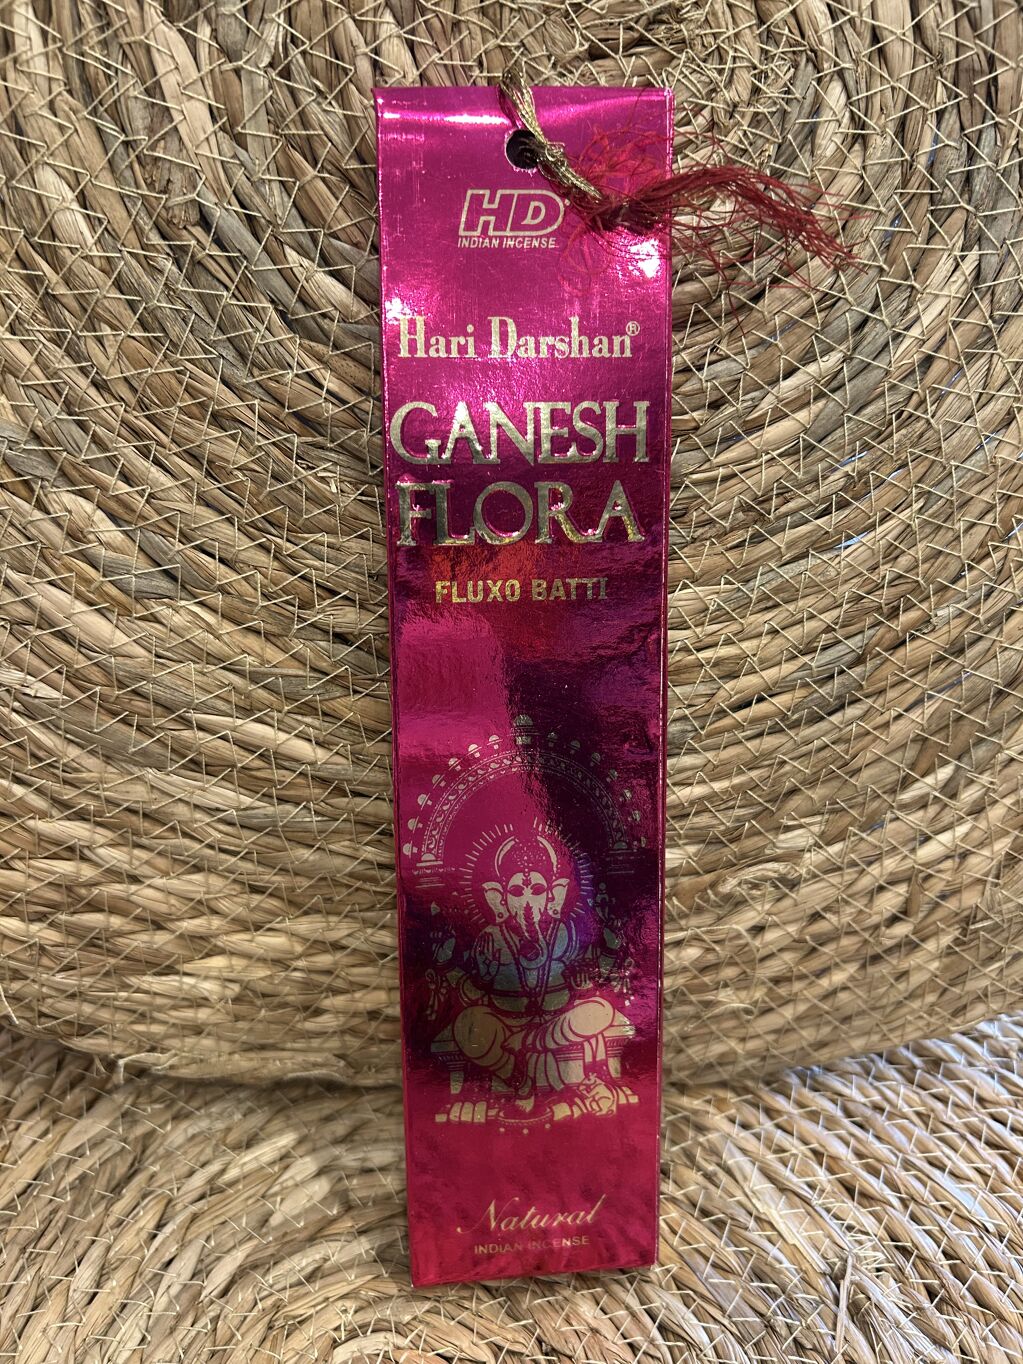 HD
INDIAN INCENSE
Hari Darshan®
GANESH
FLORA
FLUXO BATTI
Natural
INDIAN INCENSE